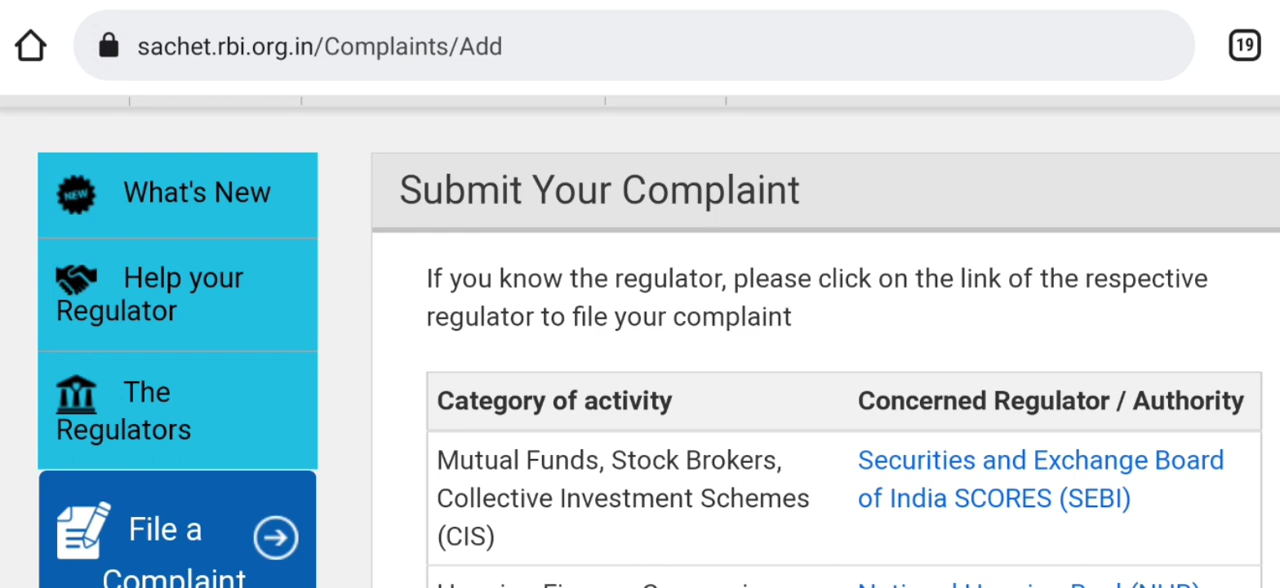 sachet.rbi.org.in/Complaints/Add
19
NEW
What's New
Help your
Regulator
The
Regulators
File a
Complaint
Submit Your Complaint
If you know the regulator, please click on the link of the respective
regulator to file your complaint
Category of activity
Concerned Regulator / Authority
Mutual Funds, Stock Brokers,
Collective Investment Schemes
(CIS)
Securities and Exchange Board
of India SCORES (SEBI)